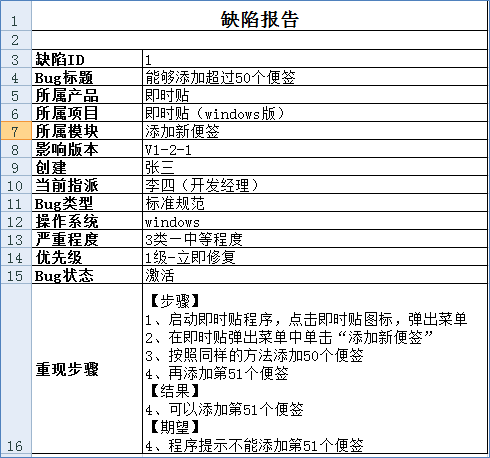 1 缺陷报告
2
3 缺陷ID 1
4 Bug标题 能够添加超过50个便签
5 所属产品 即时贴
6 所属项目 即时贴（windows版）
7 所属模块 添加新便签
8 影响版本 V1-2-1
9 创建 张三
10 当前指派 李四（开发经理）
11 Bug类型 标准规范
12 操作系统 windows
13 严重程度 3类－中等程度
14 优先级 1级-立即修复
15 Bug状态 激活
16 重现步骤
【步骤】
1、启动即时贴程序，点击即时贴图标，弹出菜单
2、在即时贴弹出菜单中单击“添加新便签”
3、按照同样的方法添加50个便签
4、再添加第51个便签
【结果】
4、可以添加第51个便签
【期望】
4、程序提示不能添加第51个便签